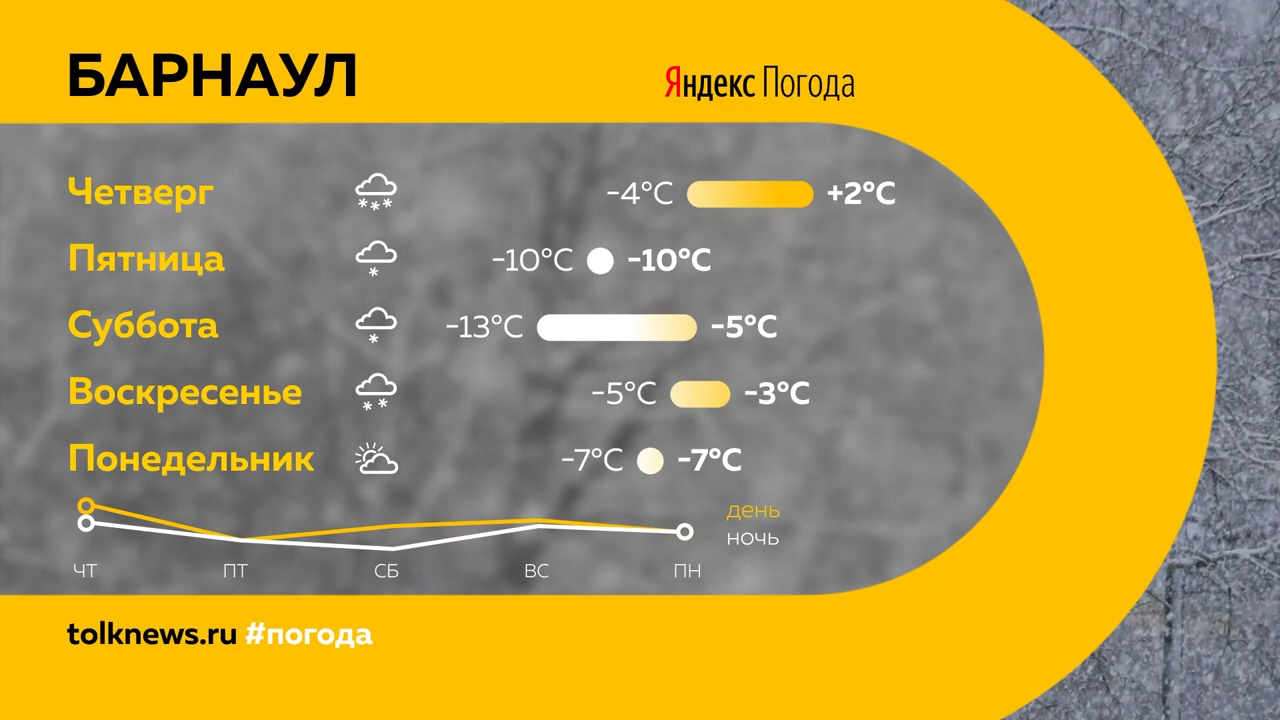 БАРНАУЛ
Яндекс Погода
Четверг -4°C +2°C
Пятница -10°C -10°C
Суббота -13°C -5°C
Воскресенье -5°C -3°C
Понедельник -7°C -7°C
день
ночь
ЧТ ПТ СБ ВС ПН
tolknews.ru #погода